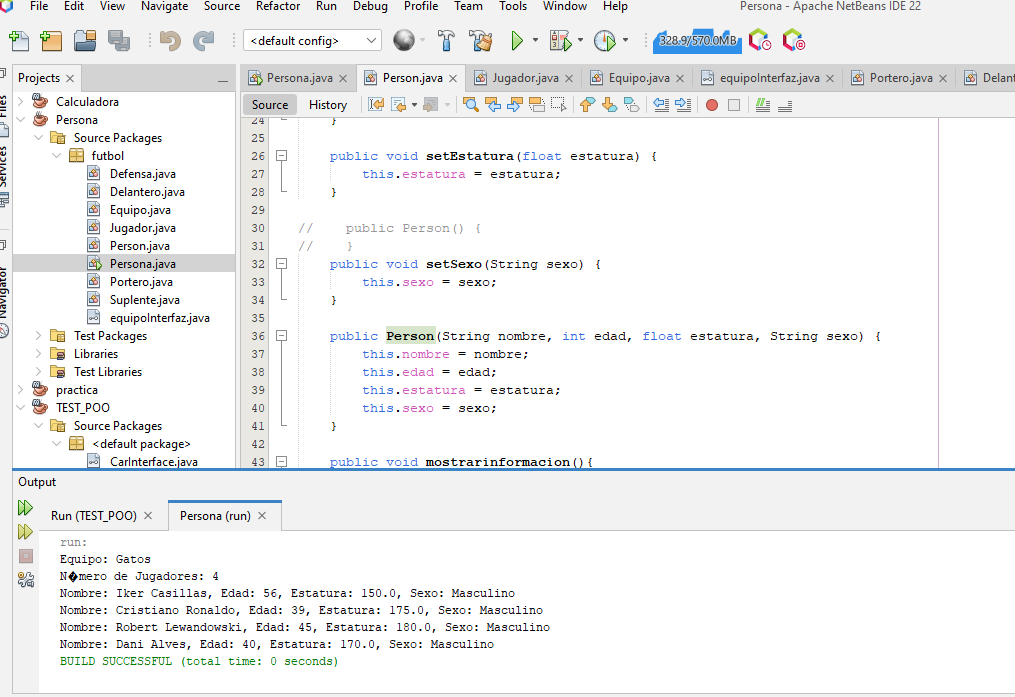 File Edit View Navigate Source Refactor Run Debug Profile Team Tools Window Help Persona - Apache NetBeans IDE 22
<default config> 328.9/570.0MB
Projects × Persona.java × Person.java × Jugador.java × Equipo.java × equipoInterfaz.java × Portero.java × Delant
Files
Services
Navigator
Calculadora
Persona
Source Packages
futbol
Defensa.java
Delantero.java
Equipo.java
Jugador.java
Person.java
Persona.java
Portero.java
Suplente.java
equipoInterfaz.java
Test Packages
Libraries
Test Libraries
practica
TEST_POO
Source Packages
<default package>
CarInterface.java
Source History
24 }
25
26 public void setEstatura(float estatura) {
27 this.estatura = estatura;
28 }
29
30 // public Person() {
31 // }
32 public void setSexo(String sexo) {
33 this.sexo = sexo;
34 }
35
36 public Person(String nombre, int edad, float estatura, String sexo) {
37 this.nombre = nombre;
38 this.edad = edad;
39 this.estatura = estatura;
40 this.sexo = sexo;
41 }
42
43 public void mostrarinformacion(){
Output
Run (TEST_POO) × Persona (run) ×
run:
Equipo: Gatos
N�mero de Jugadores: 4
Nombre: Iker Casillas, Edad: 56, Estatura: 150.0, Sexo: Masculino
Nombre: Cristiano Ronaldo, Edad: 39, Estatura: 175.0, Sexo: Masculino
Nombre: Robert Lewandowski, Edad: 45, Estatura: 180.0, Sexo: Masculino
Nombre: Dani Alves, Edad: 40, Estatura: 170.0, Sexo: Masculino
BUILD SUCCESSFUL (total time: 0 seconds)